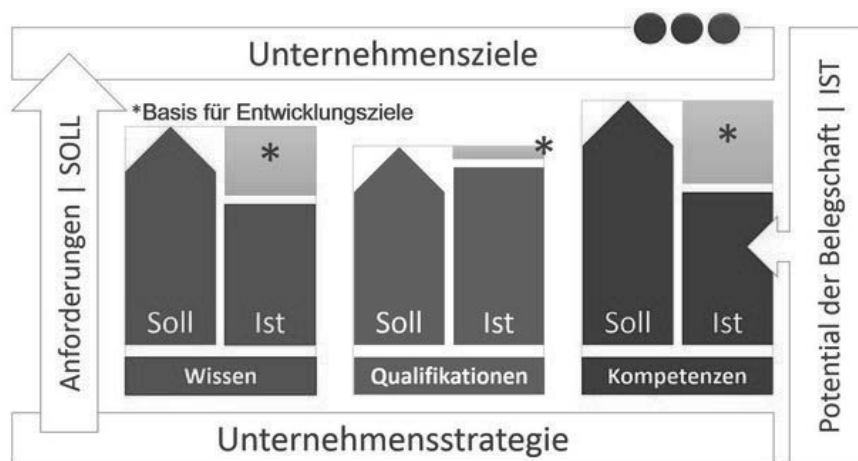 Unternehmensziele
Anforderungen | SOLL
*Basis für Entwicklungsziele
*
*
*
Soll
Ist
Soll
Ist
Soll
Ist
Wissen
Qualifikationen
Kompetenzen
Potential der Belegschaft | IST
Unternehmensstrategie